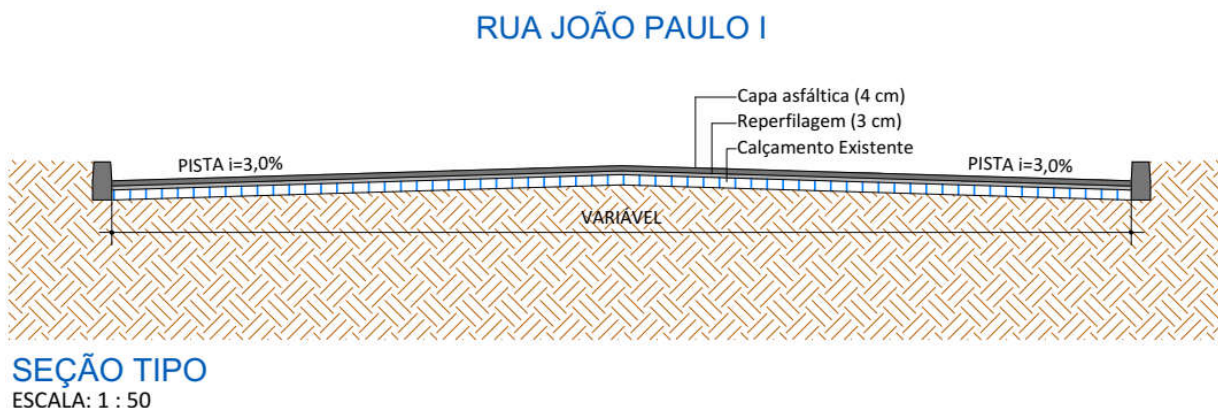 RUA JOÃO PAULO I
Capa asfáltica (4 cm)
Reperfilagem (3 cm)
Calçamento Existente
PISTA i=3,0%
PISTA i=3,0%
VARIÁVEL
SEÇÃO TIPO
ESCALA: 1 : 50